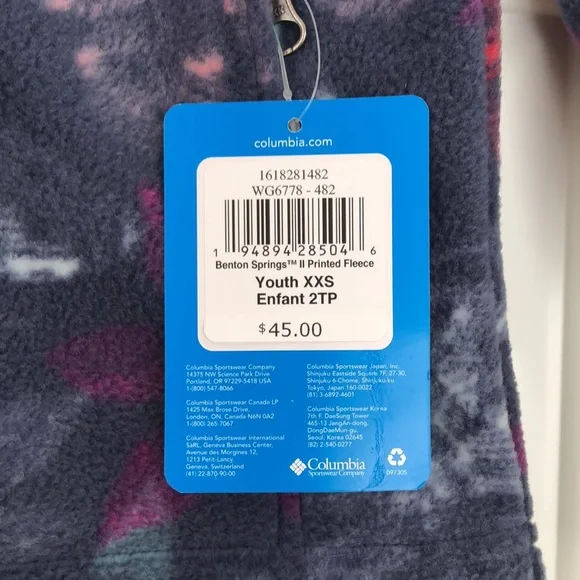 columbia.com
1618281482
WG6778 - 482
1 94894 28504 6
Benton Springs™ II Printed Fleece
Youth XXS
Enfant 2TP
$45.00
Columbia Sportswear Company
14375 NW Science Park Drive
Portland, OR 97229-5418 USA
1-(800) 547-8066
Columbia Sportswear Canada LP
1425 Max Brose Drive,
London, ON, Canada N6N 0A2
1-(800) 265-7067
Columbia Sportswear International
SàRL, Geneva Business Center,
Avenue des Morgines 12,
1213 Petit-Lancy,
Geneva, Switzerland
(41) 22-870-90-00
Columbia Sportswear Japan, Inc.
Shinjuku Eastside Square 7F, 27-30,
Shinjuku 6-Chome, Shinjuku-ku
Tokyo, Japan 160-0022
(81) 3-6892-4601
Columbia Sportswear Korea
7th F. DaeSung Tower
465-13 JangAn-dong,
DongDaeMun-gu,
Seoul, Korea 02645
(82) 2-540-0277
Columbia
Sportswear Company
097305